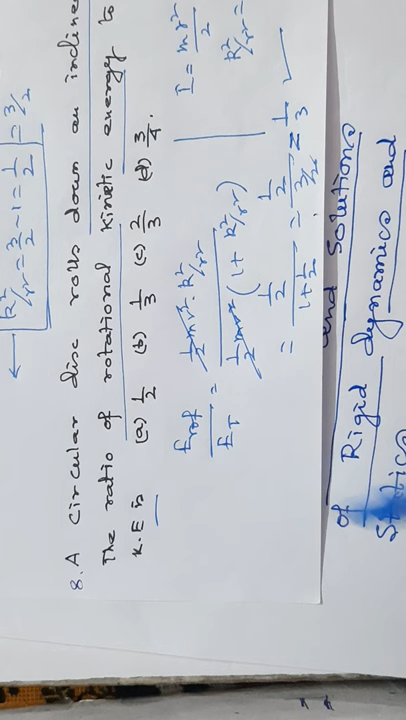 k²/r² = 3/2 - 1 = 1/2 = 3/2
8. A circular disc rolls down an incline
The ratio of rotational kinetic energy to
K.E is (a) 1/2 (b) 1/3 (c) 2/3 (d) 3/4.
E_rot/E_T = ½mv²·k²/r² / ½mv²(1 + k²/r²)
I = mr²/2
k²/r² =
= ½ / 1+½ = ½ / 3/2 = 1/3
and Solutions
of Rigid dynamics and
Statics